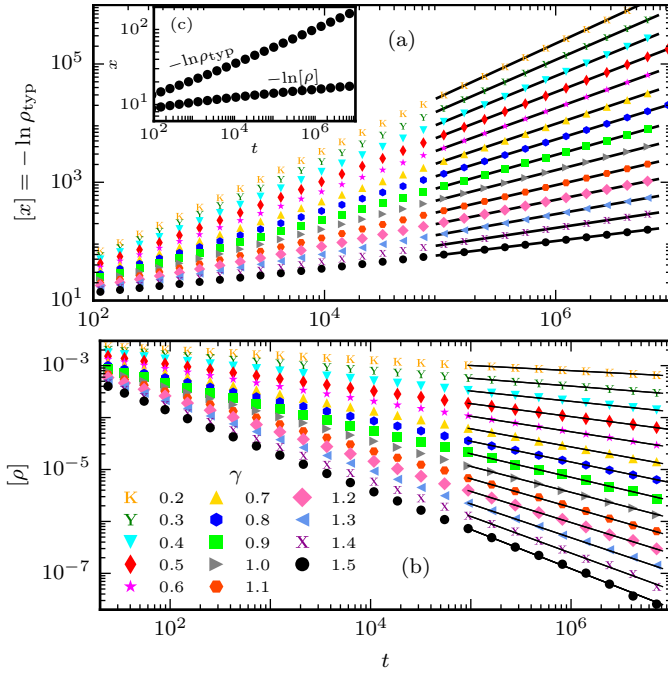 (a)
[x] = − ln ρtyp
10^5
10^3
10^1
10^2
10^4
10^6
(c)
x
10^2
10^1
−lnρtyp
−ln[ρ]
10^2
10^4
10^6
t
(b)
[ρ]
10^−3
10^−5
10^−7
γ
K 0.2 0.7 1.2
Y 0.3 0.8 1.3
0.4 0.9 X 1.4
0.5 1.0 1.5
0.6 1.1
10^2
10^4
10^6
t